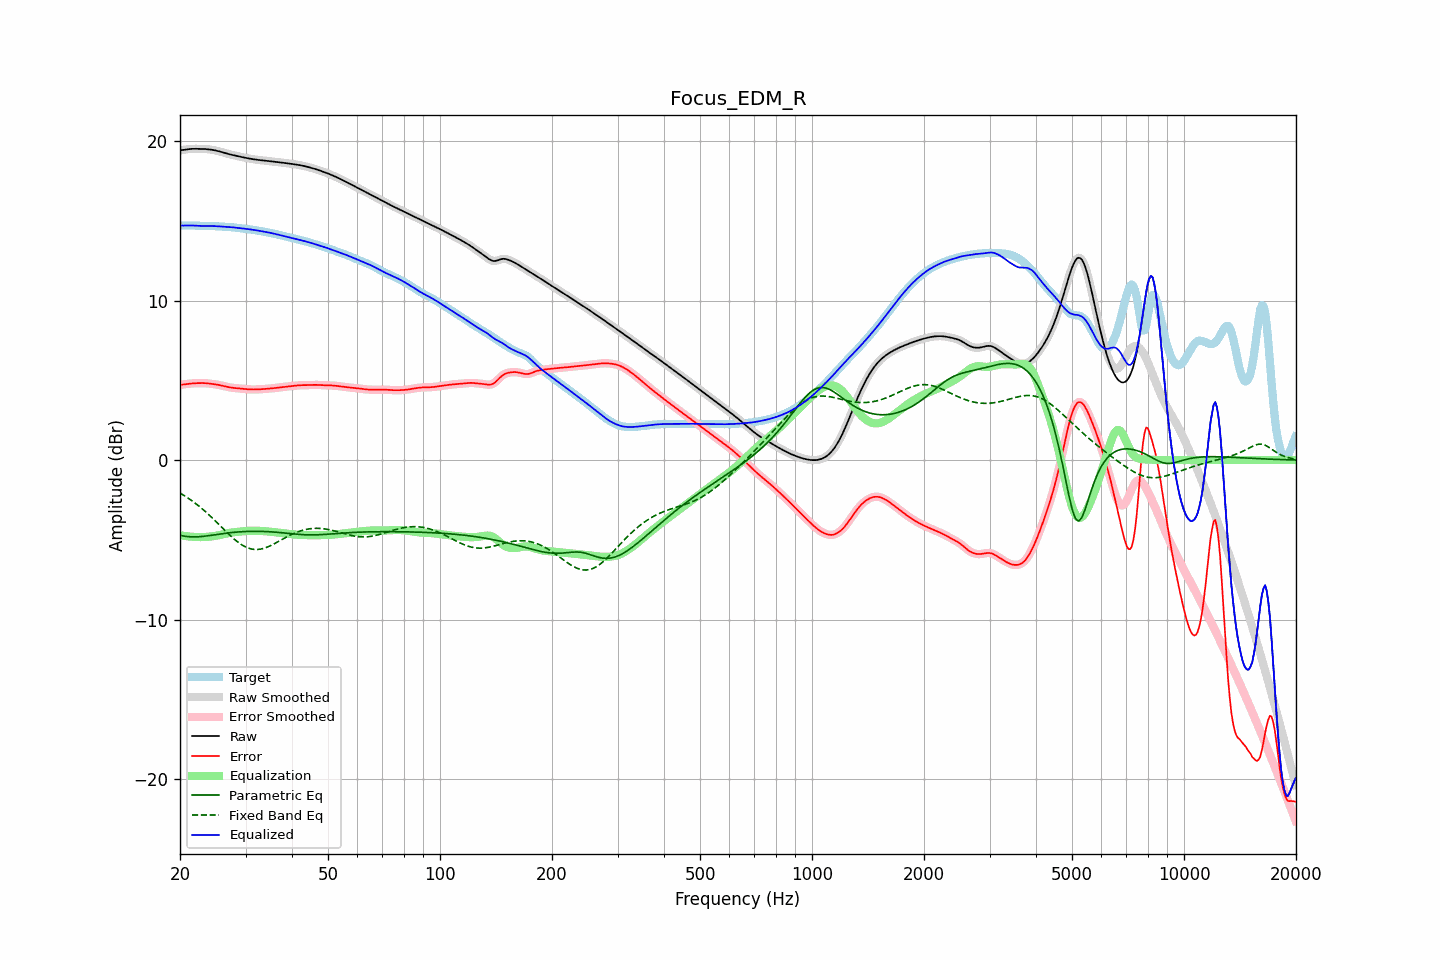 Focus_EDM_R
20
10
0
−10
−20
Amplitude (dBr)
Target
Raw Smoothed
Error Smoothed
Raw
Error
Equalization
Parametric Eq
Fixed Band Eq
Equalized
20 50 100 200 500 1000 2000 5000 10000 20000
Frequency (Hz)